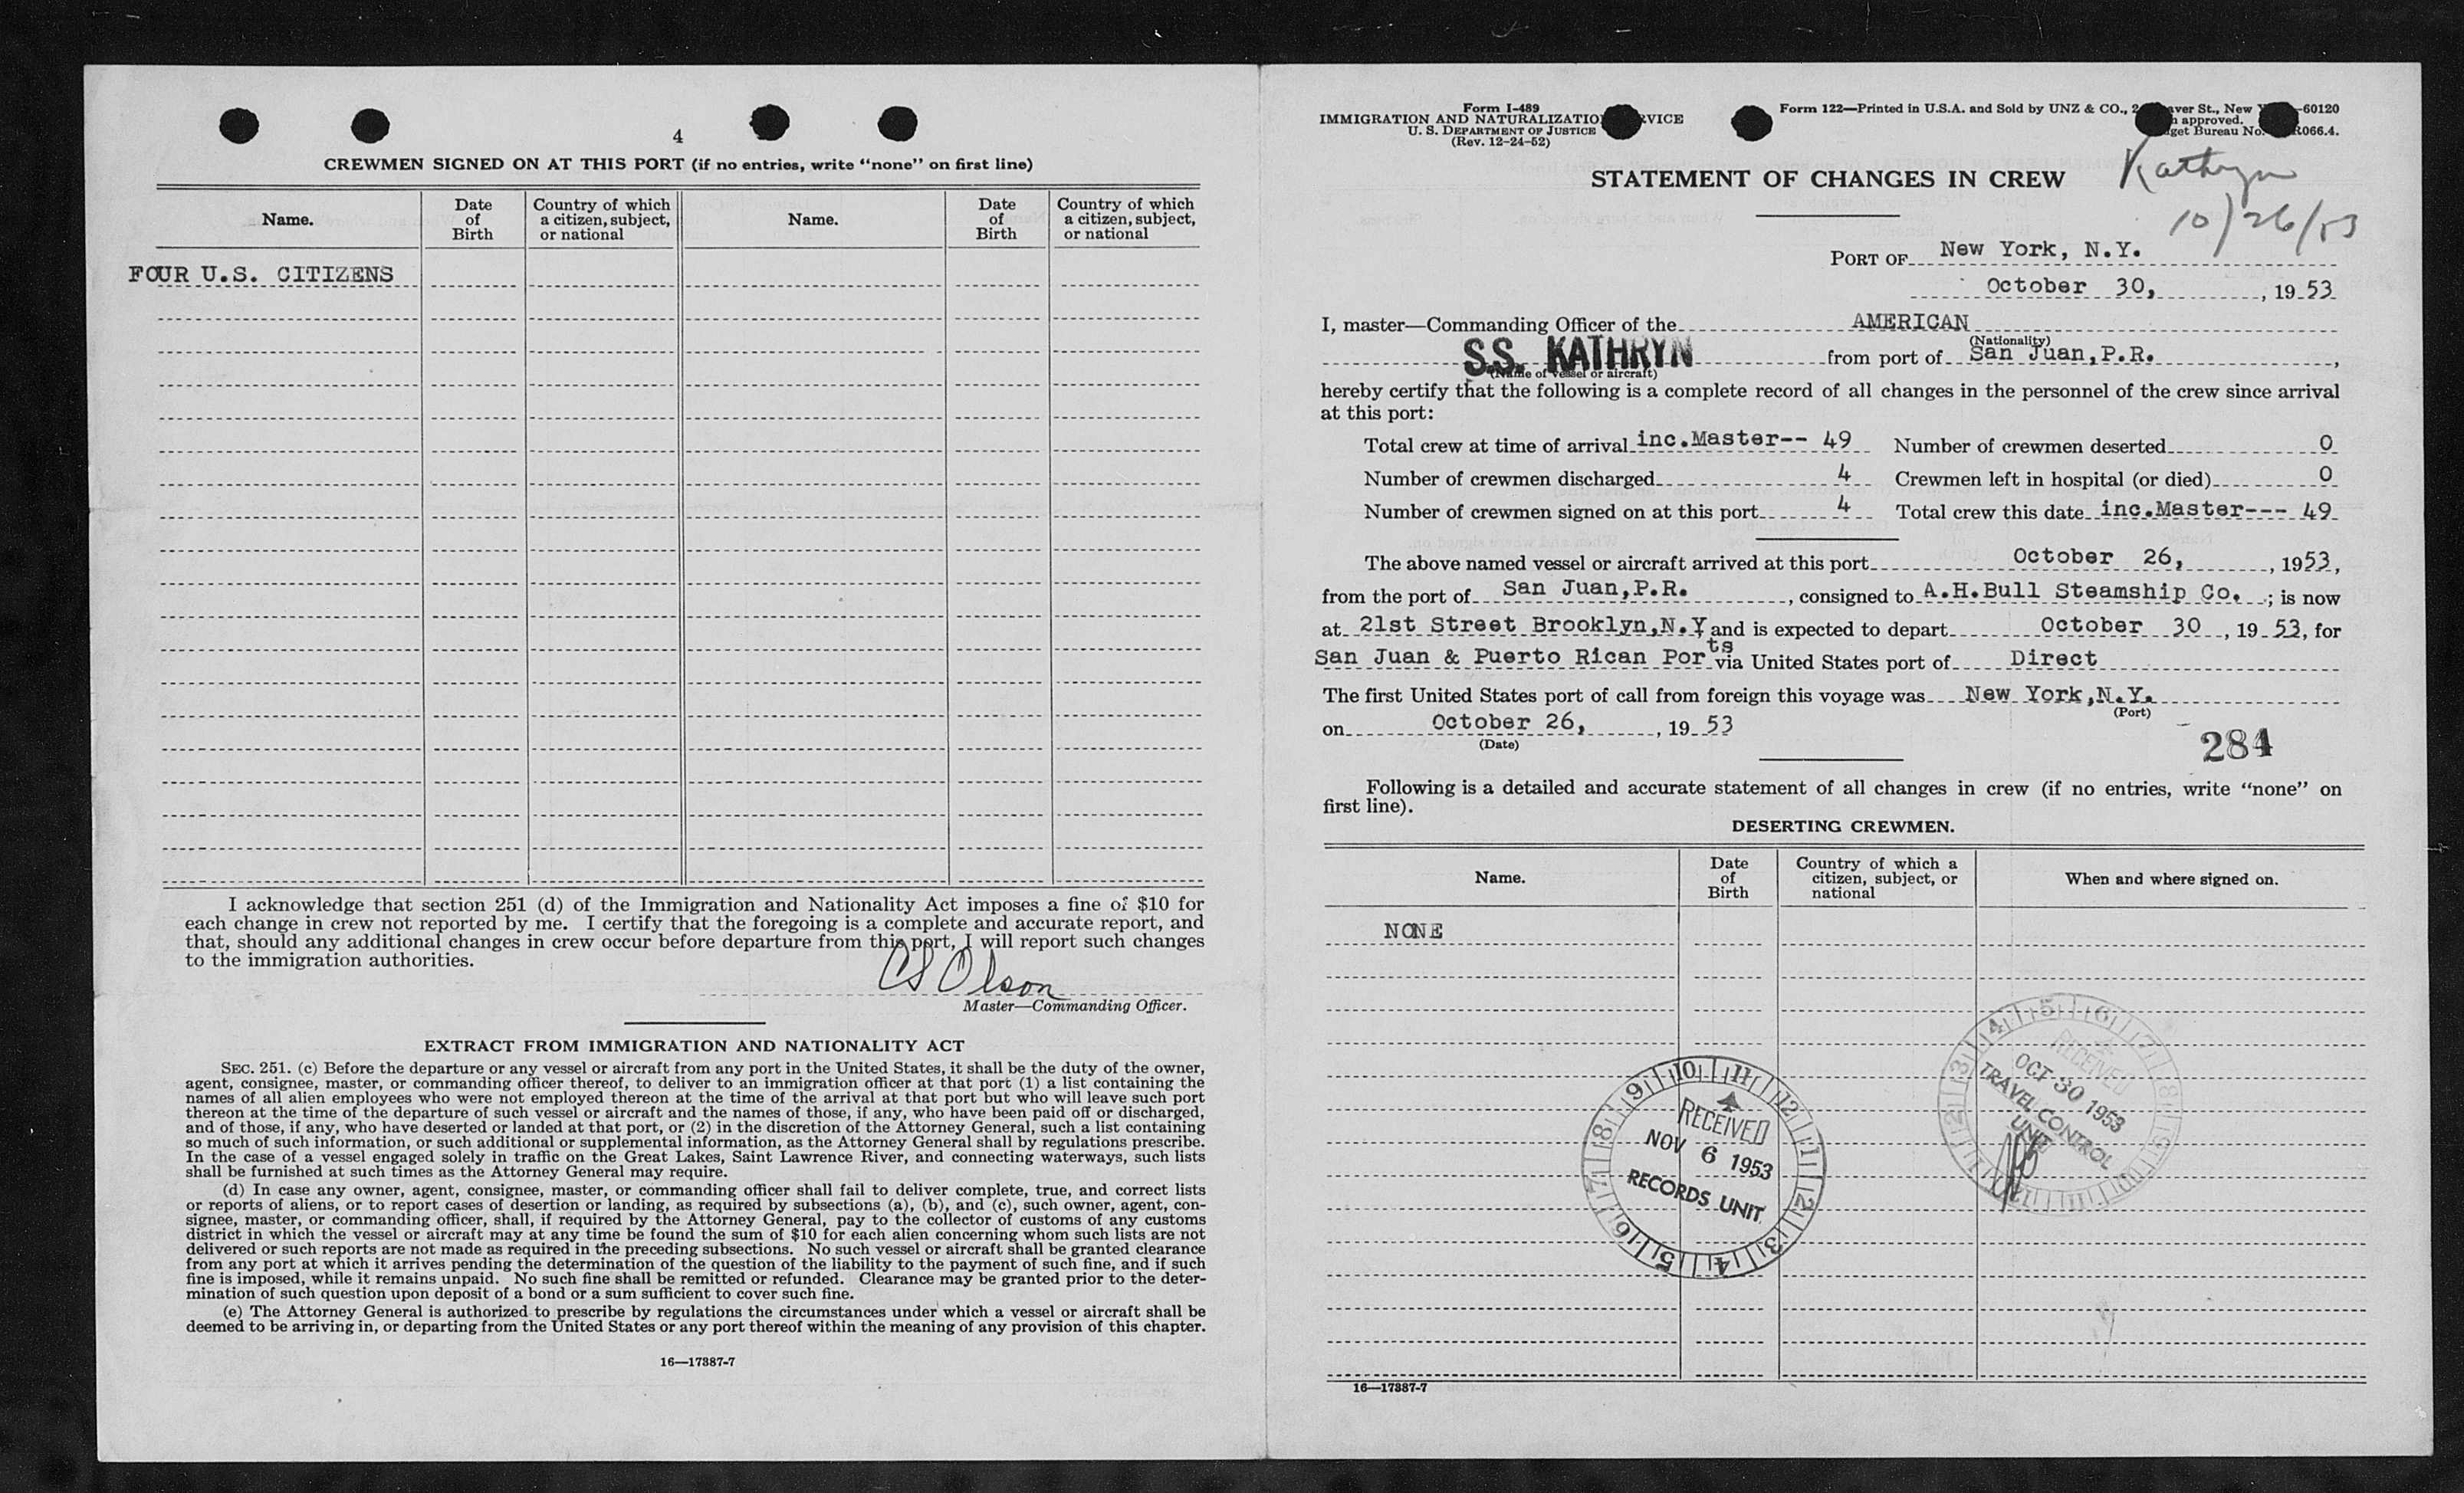 4
CREWMEN SIGNED ON AT THIS PORT (if no entries, write "none" on first line)
Name.
Date of Birth
Country of which a citizen, subject, or national
Name.
Date of Birth
Country of which a citizen, subject, or national
FOUR U.S. CITIZENS
I acknowledge that section 251 (d) of the Immigration and Nationality Act imposes a fine of $10 for
each change in crew not reported by me. I certify that the foregoing is a complete and accurate report, and
that, should any additional changes in crew occur before departure from this port, I will report such changes
to the immigration authorities.
CS Olson
Master—Commanding Officer.
EXTRACT FROM IMMIGRATION AND NATIONALITY ACT
SEC. 251. (c) Before the departure or any vessel or aircraft from any port in the United States, it shall be the duty of the owner,
agent, consignee, master, or commanding officer thereof, to deliver to an immigration officer at that port (1) a list containing the
names of all alien employees who were not employed thereon at the time of the arrival at that port but who will leave such port
thereon at the time of the departure of such vessel or aircraft and the names of those, if any, who have been paid off or discharged,
and of those, if any, who have deserted or landed at that port, or (2) in the discretion of the Attorney General, such a list containing
so much of such information, or such additional or supplemental information, as the Attorney General shall by regulations prescribe.
In the case of a vessel engaged solely in traffic on the Great Lakes, Saint Lawrence River, and connecting waterways, such lists
shall be furnished at such times as the Attorney General may require.
(d) In case any owner, agent, consignee, master, or commanding officer shall fail to deliver complete, true, and correct lists
or reports of aliens, or to report cases of desertion or landing, as required by subsections (a), (b), and (c), such owner, agent, con-
signee, master, or commanding officer, shall, if required by the Attorney General, pay to the collector of customs of any customs
district in which the vessel or aircraft may at any time be found the sum of $10 for each alien concerning whom such lists are not
delivered or such reports are not made as required in the preceding subsections. No such vessel or aircraft shall be granted clearance
from any port at which it arrives pending the determination of the question of the liability to the payment of such fine, and if such
fine is imposed, while it remains unpaid. No such fine shall be remitted or refunded. Clearance may be granted prior to the deter-
mination of such question upon deposit of a bond or a sum sufficient to cover such fine.
(e) The Attorney General is authorized to prescribe by regulations the circumstances under which a vessel or aircraft shall be
deemed to be arriving in, or departing from the United States or any port thereof within the meaning of any provision of this chapter.
16—17887-7
Form I-489
IMMIGRATION AND NATURALIZATIO RVICE
U. S. DEPARTMENT OF JUSTICE
(Rev. 12-24-52)
Form 122—Printed in U.S.A. and Sold by UNZ & CO., 2 aver St., New 60120
approved.
get Bureau No. R066.4.
Kathryn
10/26/53
STATEMENT OF CHANGES IN CREW
PORT OF New York, N.Y.
October 30, , 19 53
I, master—Commanding Officer of the AMERICAN
(Nationality)
S.S. KATHRYN from port of San Juan, P.R. ,
(Name of vessel or aircraft)
hereby certify that the following is a complete record of all changes in the personnel of the crew since arrival
at this port:
Total crew at time of arrival inc.Master-- 49 Number of crewmen deserted 0
Number of crewmen discharged 4 Crewmen left in hospital (or died) 0
Number of crewmen signed on at this port 4 Total crew this date inc.Master--- 49
The above named vessel or aircraft arrived at this port October 26, , 1953,
from the port of San Juan,P.R. , consigned to A.H.Bull Steamship Co. ; is now
at 21st Street Brooklyn,N.Y and is expected to depart October 30 , 19 53, for
San Juan & Puerto Rican Ports via United States port of Direct
The first United States port of call from foreign this voyage was New York,N.Y.
(Port)
on October 26, , 19 53
(Date)
284
Following is a detailed and accurate statement of all changes in crew (if no entries, write "none" on
first line).
DESERTING CREWMEN.
Name.
Date of Birth
Country of which a citizen, subject, or national
When and where signed on.
NONE
RECEIVED
NOV 6 1953
RECORDS UNIT
RECEIVED
OCT 30 1953
TRAVEL CONTROL
UNIT
16—17887-7